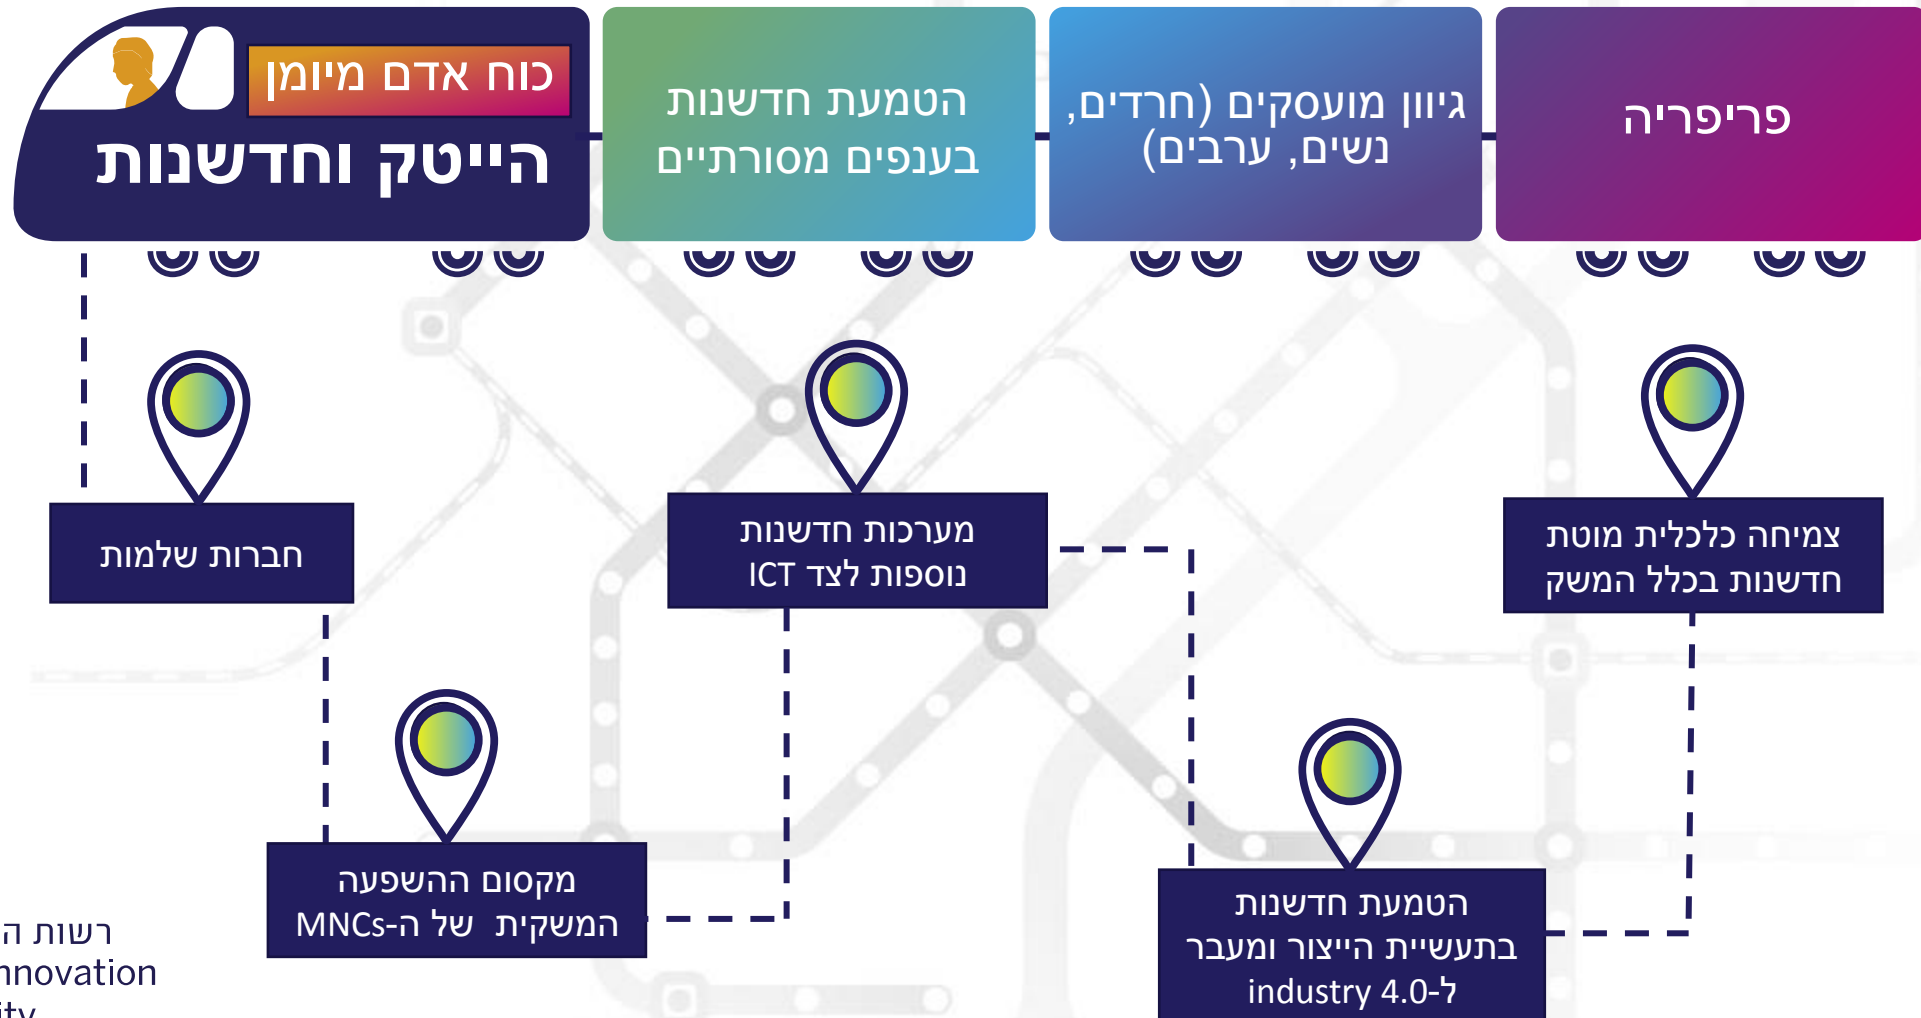 כוח אדם מיומן
הייטק וחדשנות
הטמעת חדשנות
בענפים מסורתיים
גיוון מועסקים (חרדים,
נשים, ערבים)
פריפריה
חברות שלמות
מקסום ההשפעה
המשקית של ה-MNCs
מערכות חדשנות
נוספות לצד ICT
הטמעת חדשנות
בתעשיית הייצור ומעבר
ל-industry 4.0
צמיחה כלכלית מוטת
חדשנות בכלל המשק
רשות ה
nnovation